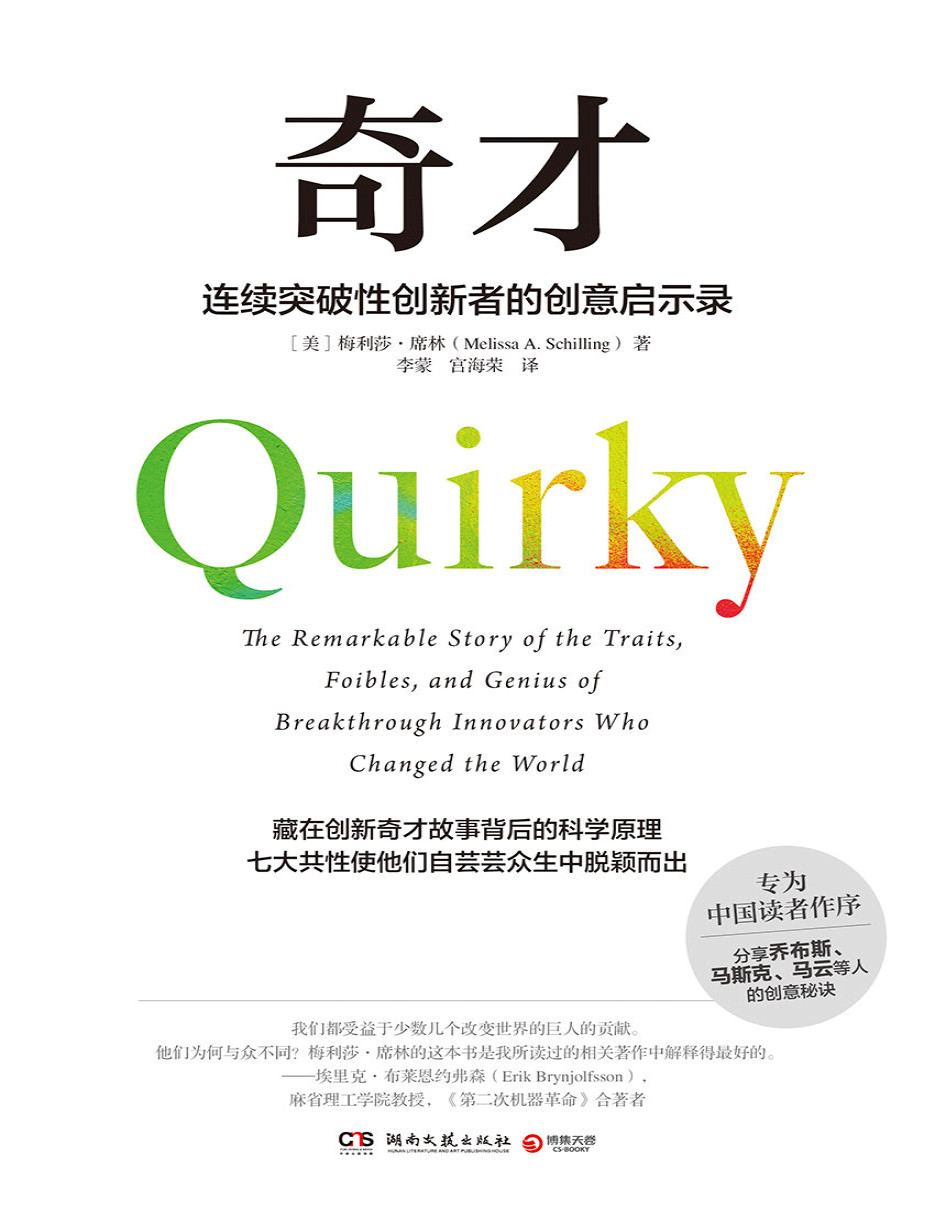 奇才
连续突破性创新者的创意启示录
［美］梅利莎·席林（Melissa A. Schilling） 著
李蒙　宫海荣　译
Quirky
The Remarkable Story of the Traits,
Foibles, and Genius of
Breakthrough Innovators Who
Changed the World
藏在创新奇才故事背后的科学原理
七大共性使他们自芸芸众生中脱颖而出
专为
中国读者作序
分享乔布斯、
马斯克、马云等人
的创意秘诀
我们都受益于少数几个改变世界的巨人的贡献。
他们为何与众不同？梅利莎·席林的这本书是我所读过的相关著作中解释得最好的。
——埃里克·布莱恩约弗森（Erik Brynjolfsson），
麻省理工学院教授，《第二次机器革命》合著者
湖南文艺出版社
HUNAN LITERATURE AND ART PUBLISHING HOUSE
博集天卷
CS-BOOKY